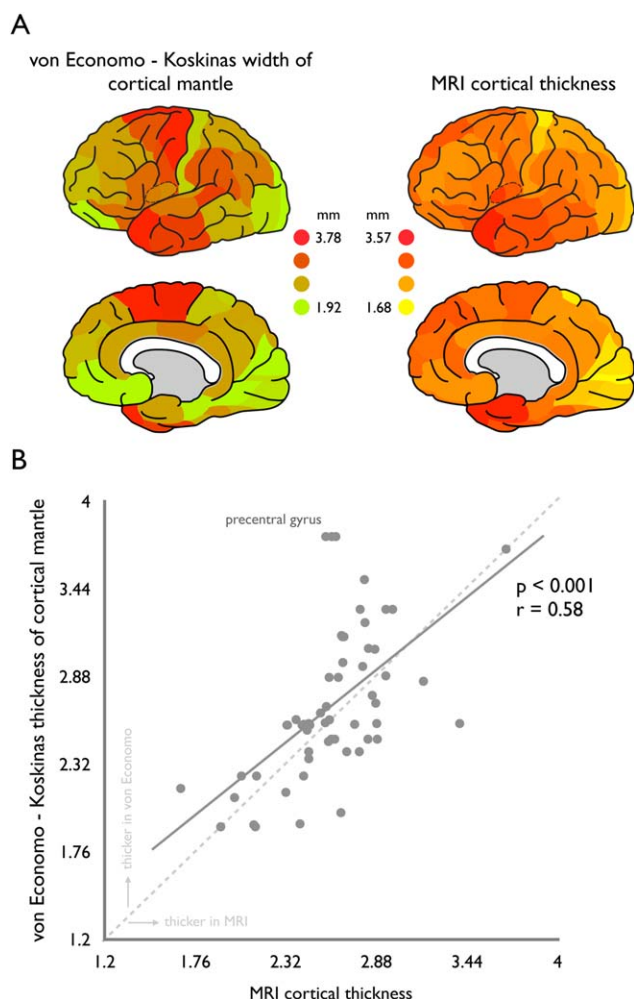 A
von Economo - Koskinas width of
cortical mantle
MRI cortical thickness
mm mm
3.78 3.57
1.92 1.68
B
von Economo - Koskinas thickness of cortical mantle
4
3.44
2.88
2.32
1.76
1.2
precentral gyrus
p < 0.001
r = 0.58
thicker in von Economo
thicker in MRI
1.2 1.76 2.32 2.88 3.44 4
MRI cortical thickness